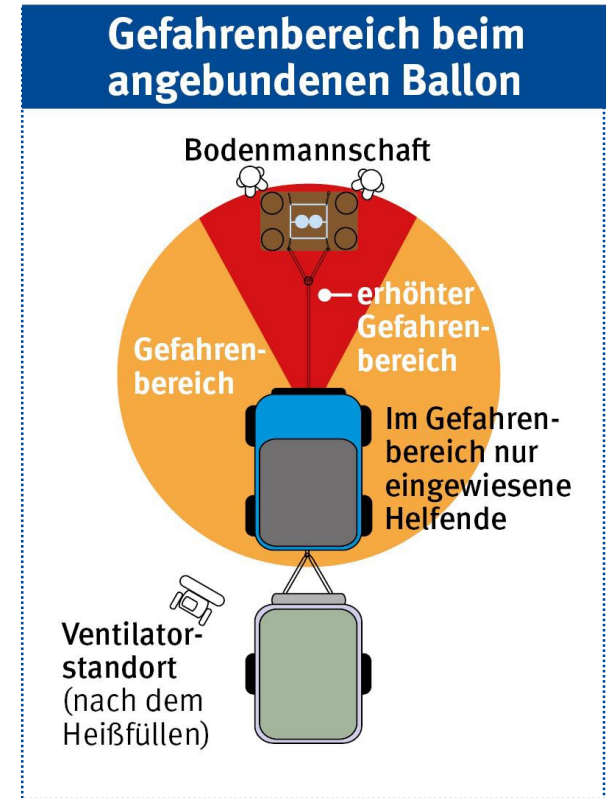 Gefahrenbereich beim
angebundenen Ballon
Bodenmannschaft
erhöhter
Gefahren-
bereich
Gefahren-
bereich
Im Gefahren-
bereich nur
eingewiesene
Helfende
Ventilator-
standort
(nach dem
Heißfüllen)